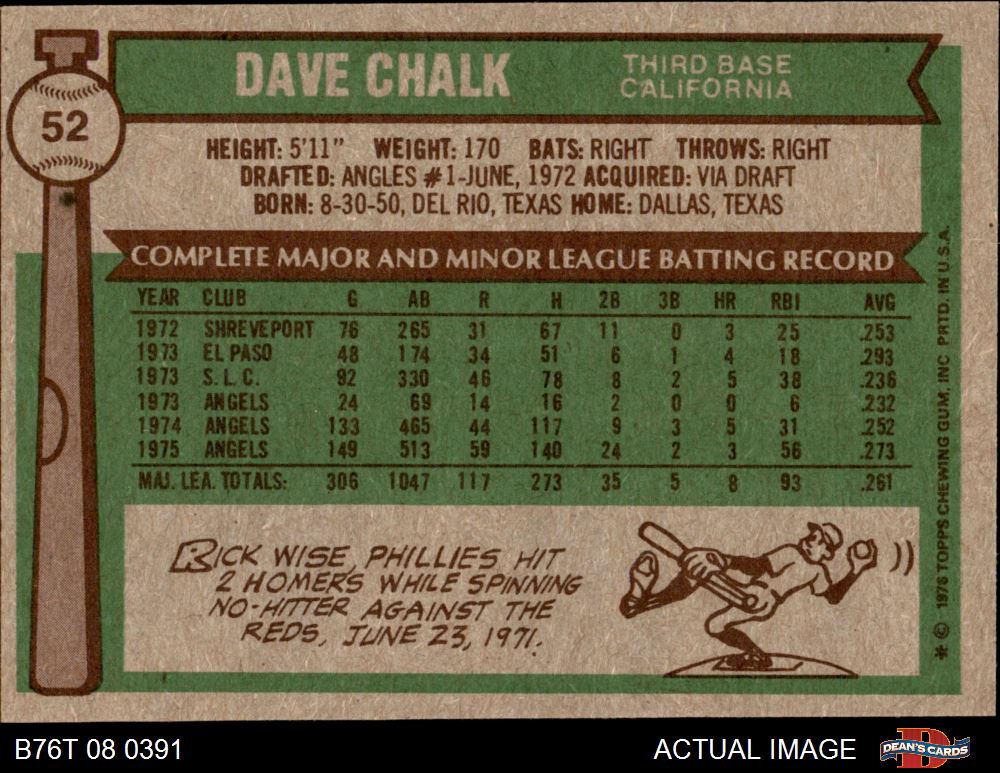 52
DAVE CHALK
THIRD BASE
CALIFORNIA
HEIGHT: 5'11" WEIGHT: 170 BATS: RIGHT THROWS: RIGHT
DRAFTED: ANGLES #1-JUNE, 1972 ACQUIRED: VIA DRAFT
BORN: 8-30-50, DEL RIO, TEXAS HOME: DALLAS, TEXAS
COMPLETE MAJOR AND MINOR LEAGUE BATTING RECORD
YEAR CLUB G AB R H 2B 3B HR RBI AVG
1972 SHREVEPORT 76 265 31 67 11 0 3 25 .253
1973 EL PASO 48 174 34 51 6 1 4 18 .293
1973 S.L.C. 92 330 46 78 8 2 5 38 .236
1973 ANGELS 24 69 14 16 2 0 0 6 .232
1974 ANGELS 133 465 44 117 9 3 5 31 .252
1975 ANGELS 149 513 59 140 24 2 3 56 .273
MAJ. LEA. TOTALS: 306 1047 117 273 35 5 8 93 .261
RICK WISE, PHILLIES HIT
2 HOMERS WHILE SPINNING
NO-HITTER AGAINST THE
REDS, JUNE 23, 1971.
* © 1976 TOPPS CHEWING GUM, INC PRTD. IN U.S.A.
B76T 08 0391
ACTUAL IMAGE
DEAN'S CARDS